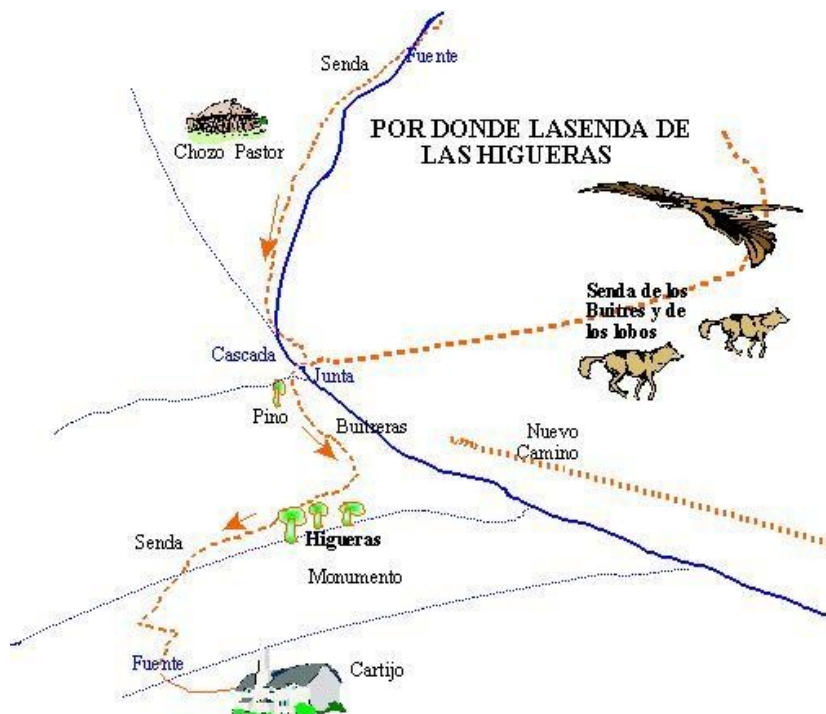 Fuente
Senda
POR DONDE LASENDA DE
LAS HIGUERAS
Chozo Pastor
Senda de los
Buitres y de
los lobos
Cascada
Junta
Pino
Buitreras
Nuevo
Camino
Higueras
Senda
Monumento
Fuente
Cartijo